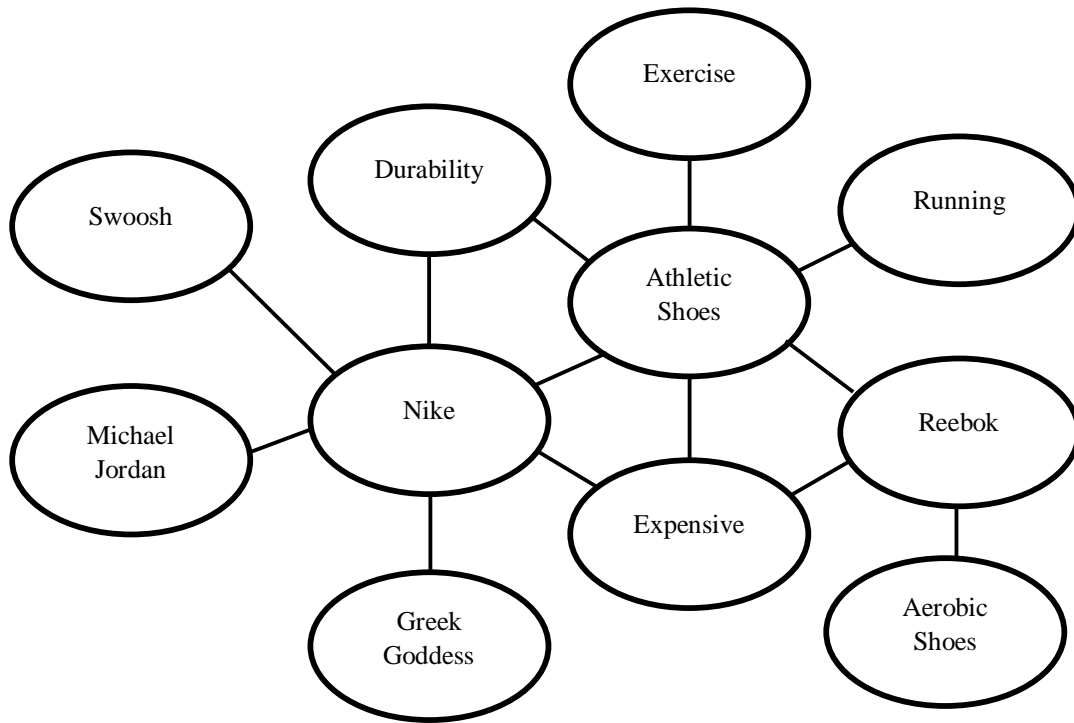 Exercise
Durability
Running
Swoosh
Athletic
Shoes
Nike
Reebok
Michael
Jordan
Expensive
Greek
Goddess
Aerobic
Shoes